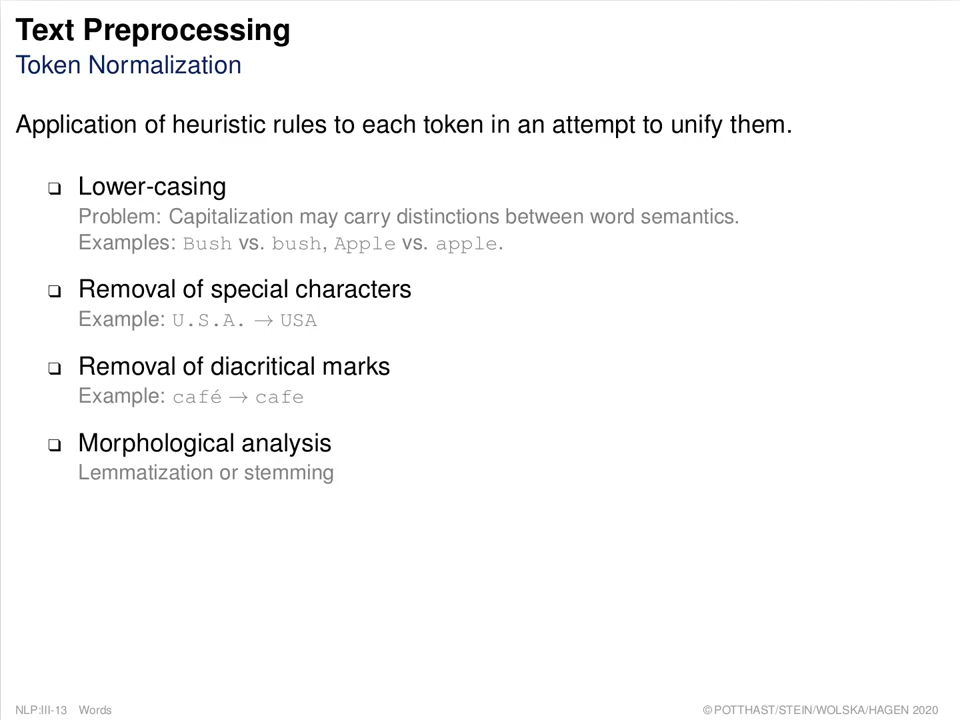 Text Preprocessing
Token Normalization
Application of heuristic rules to each token in an attempt to unify them.
❑ Lower-casing
Problem: Capitalization may carry distinctions between word semantics.
Examples: Bush vs. bush, Apple vs. apple.
❑ Removal of special characters
Example: U.S.A. → USA
❑ Removal of diacritical marks
Example: café → cafe
❑ Morphological analysis
Lemmatization or stemming
NLP:III-13 Words
© POTTHAST/STEIN/WOLSKA/HAGEN 2020